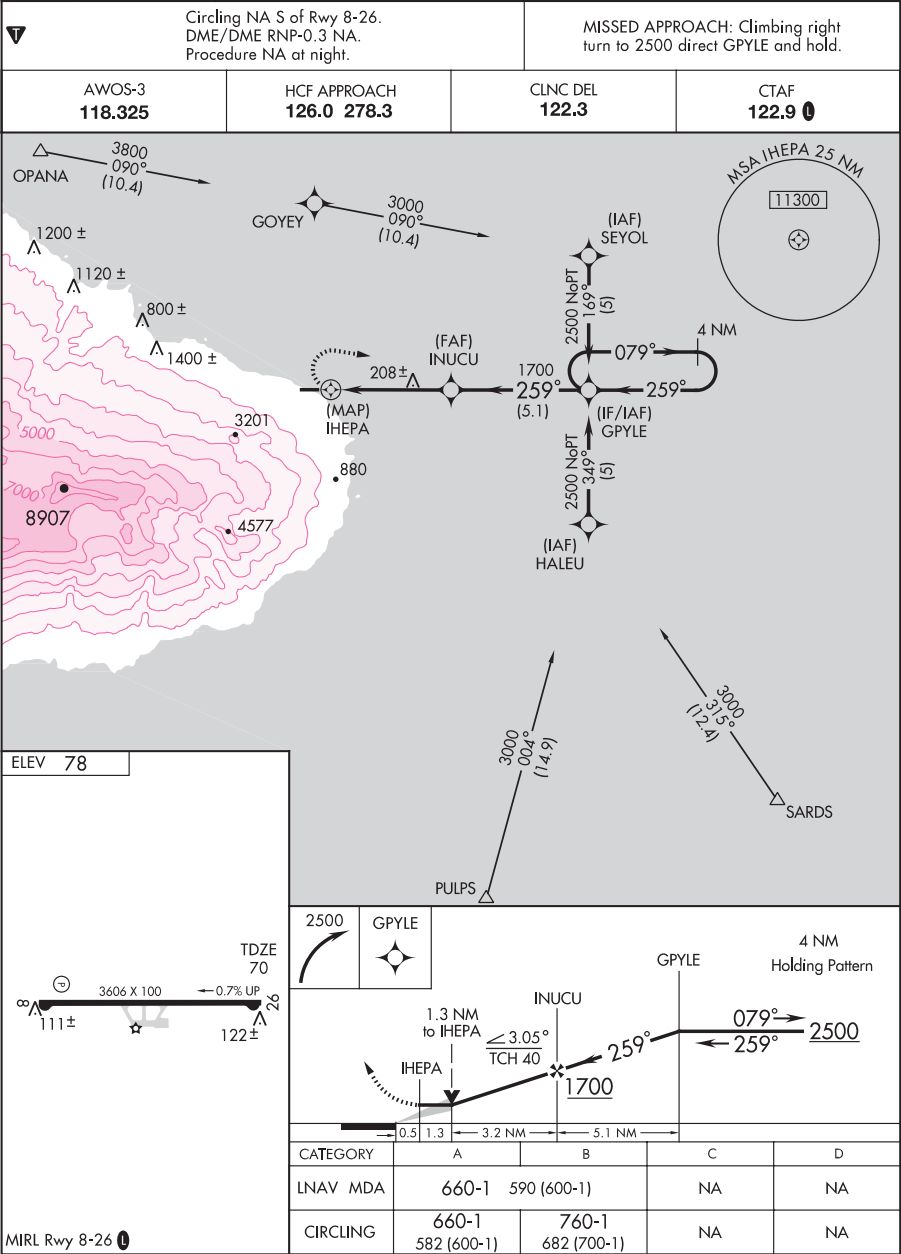 T
Circling NA S of Rwy 8-26.
DME/DME RNP-0.3 NA.
Procedure NA at night.
MISSED APPROACH: Climbing right
turn to 2500 direct GPYLE and hold.
AWOS-3
118.325
HCF APPROACH
126.0 278.3
CLNC DEL
122.3
CTAF
122.9 L
OPANA
3800
090°
(10.4)
GOYEY
3000
090°
(10.4)
MSA IHEPA 25 NM
11300
(IAF)
SEYOL
2500 NoPT
169°
(5)
1200 ±
1120 ±
800 ±
1400 ±
4 NM
079°
(FAF)
INUCU
208±
1700
259°
(5.1)
259°
(MAP)
IHEPA
(IF/IAF)
GPYLE
3201
5000
880
2500 NoPT
349°
(5)
7000
8907
4577
(IAF)
HALEU
3000
004°
(14.9)
3000
315°
(12.4)
SARDS
PULPS
ELEV 78
TDZE
70
P
3606 X 100
0.7% UP
8
26
111±
122±
MIRL Rwy 8-26 L
2500
GPYLE
GPYLE
4 NM
Holding Pattern
INUCU
1.3 NM
to IHEPA
3.05°
TCH 40
IHEPA
259°
079°
259°
2500
1700
0.5
1.3
3.2 NM
5.1 NM
CATEGORY A B C D
LNAV MDA 660-1 590 (600-1) NA NA
CIRCLING 660-1 760-1 NA NA
582 (600-1) 682 (700-1)